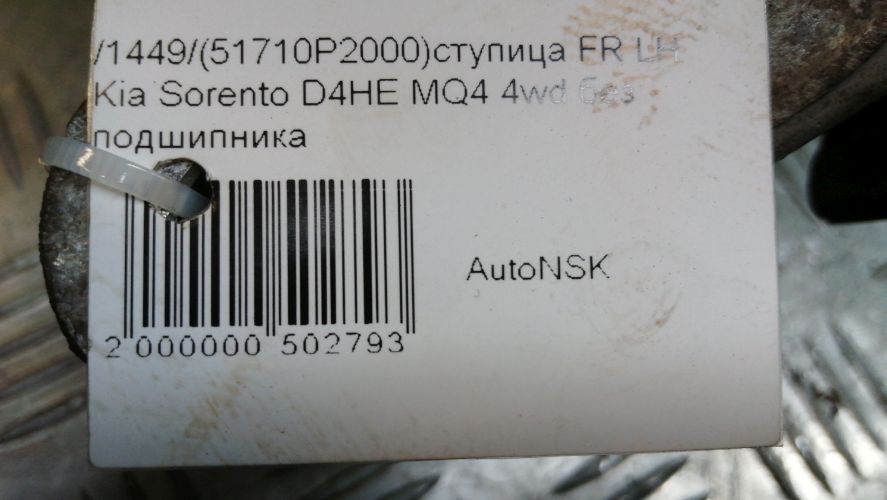 /1449/(51710P2000)ступица FR LH
Kia Sorento D4HE MQ4 4wd без
подшипника
AutoNSK
2 000000 502793